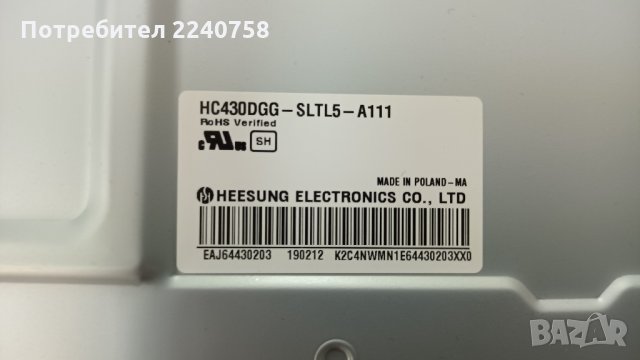 Потребител 2240758
HC430DGG-SLTL5-A111
RoHS Verified
SH
MADE IN POLAND-MA
HEESUNG ELECTRONICS CO., LTD
EAJ64430203 190212 K2C4NWMN1E64430203XX0
BAZAR